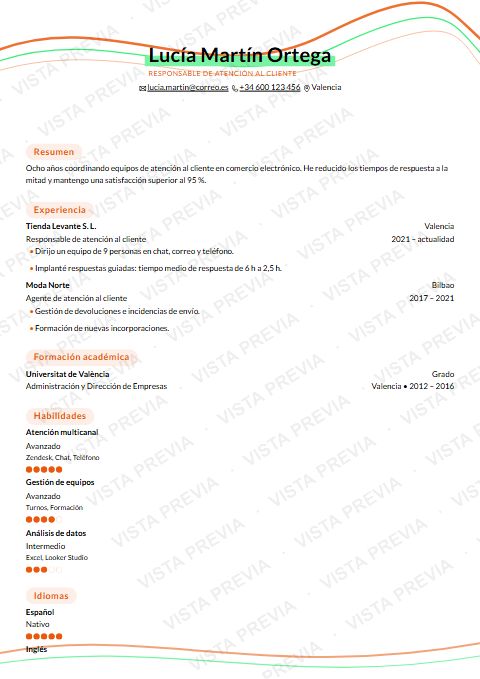 Lucía Martín Ortega
RESPONSABLE DE ATENCIÓN AL CLIENTE
lucia.martin@correo.es +34 600 123 456 Valencia
Resumen
Ocho años coordinando equipos de atención al cliente en comercio electrónico. He reducido los tiempos de respuesta a la
mitad y mantengo una satisfacción superior al 95 %.
Experiencia
Tienda Levante S. L. Valencia
Responsable de atención al cliente 2021 – actualidad
• Dirijo un equipo de 9 personas en chat, correo y teléfono.
• Implanté respuestas guiadas: tiempo medio de respuesta de 6 h a 2,5 h.
Moda Norte Bilbao
Agente de atención al cliente 2017 – 2021
• Gestión de devoluciones e incidencias de envío.
• Formación de nuevas incorporaciones.
Formación académica
Universitat de València Grado
Administración y Dirección de Empresas Valencia • 2012 – 2016
Habilidades
Atención multicanal
Avanzado
Zendesk, Chat, Teléfono
Gestión de equipos
Avanzado
Turnos, Formación
Análisis de datos
Intermedio
Excel, Looker Studio
Idiomas
Español
Nativo
Inglés
VISTA PREVIA